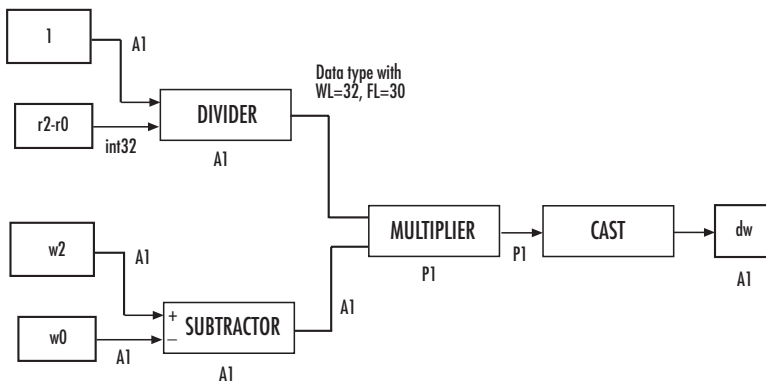 1
A1
Data type with
WL=32, FL=30
r2-r0
int32
DIVIDER
A1
w2
A1
MULTIPLIER
P1
P1
CAST
dw
A1
w0
A1
+
−
SUBTRACTOR
A1
A1